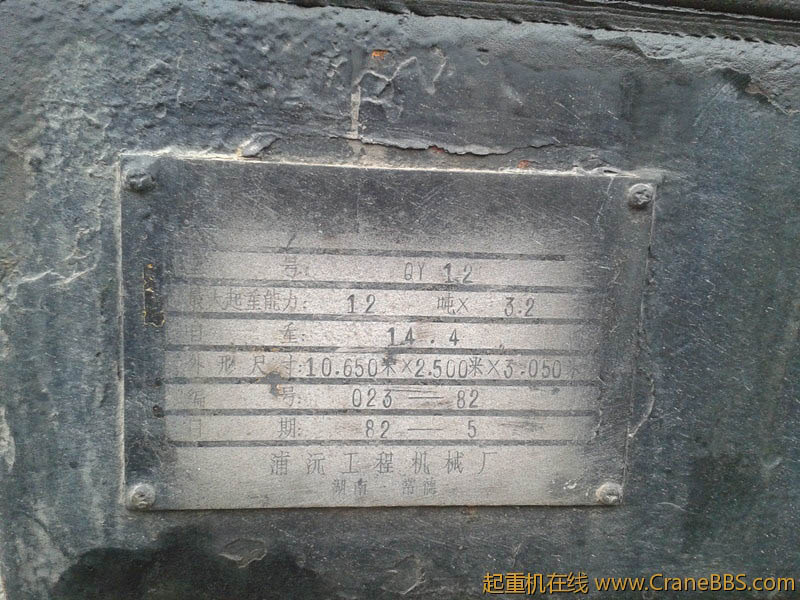 号: QY 12
最大起重能力: 12 吨× 3.2
自 重: 14.4
外形尺寸:10.650米×2.500米×3.050
编 号: 023—82
日 期: 82—5
浦沅工程机械厂
湖南-常德
起重机在线 www.CraneBBS.com